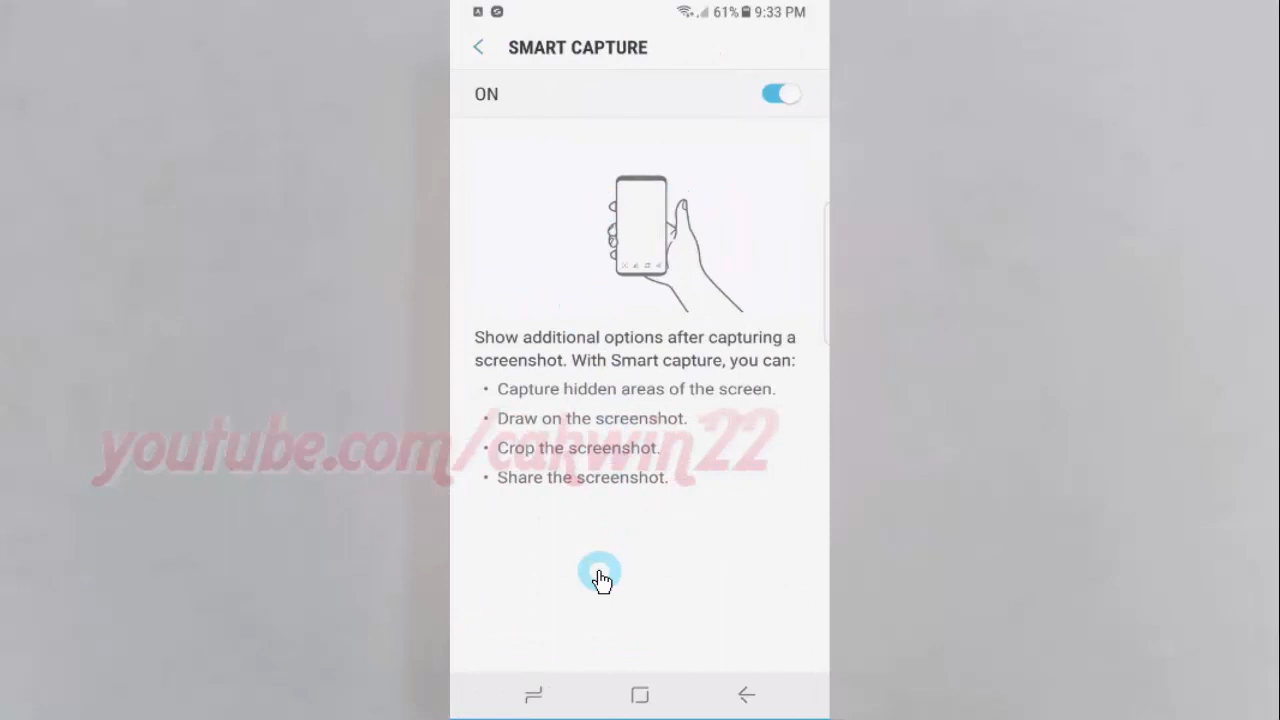 61% 9:33 PM
SMART CAPTURE
ON
Show additional options after capturing a
screenshot. With Smart capture, you can:
• Capture hidden areas of the screen.
• Draw on the screenshot.
• Crop the screenshot.
• Share the screenshot.
youtube.com/cakwin22